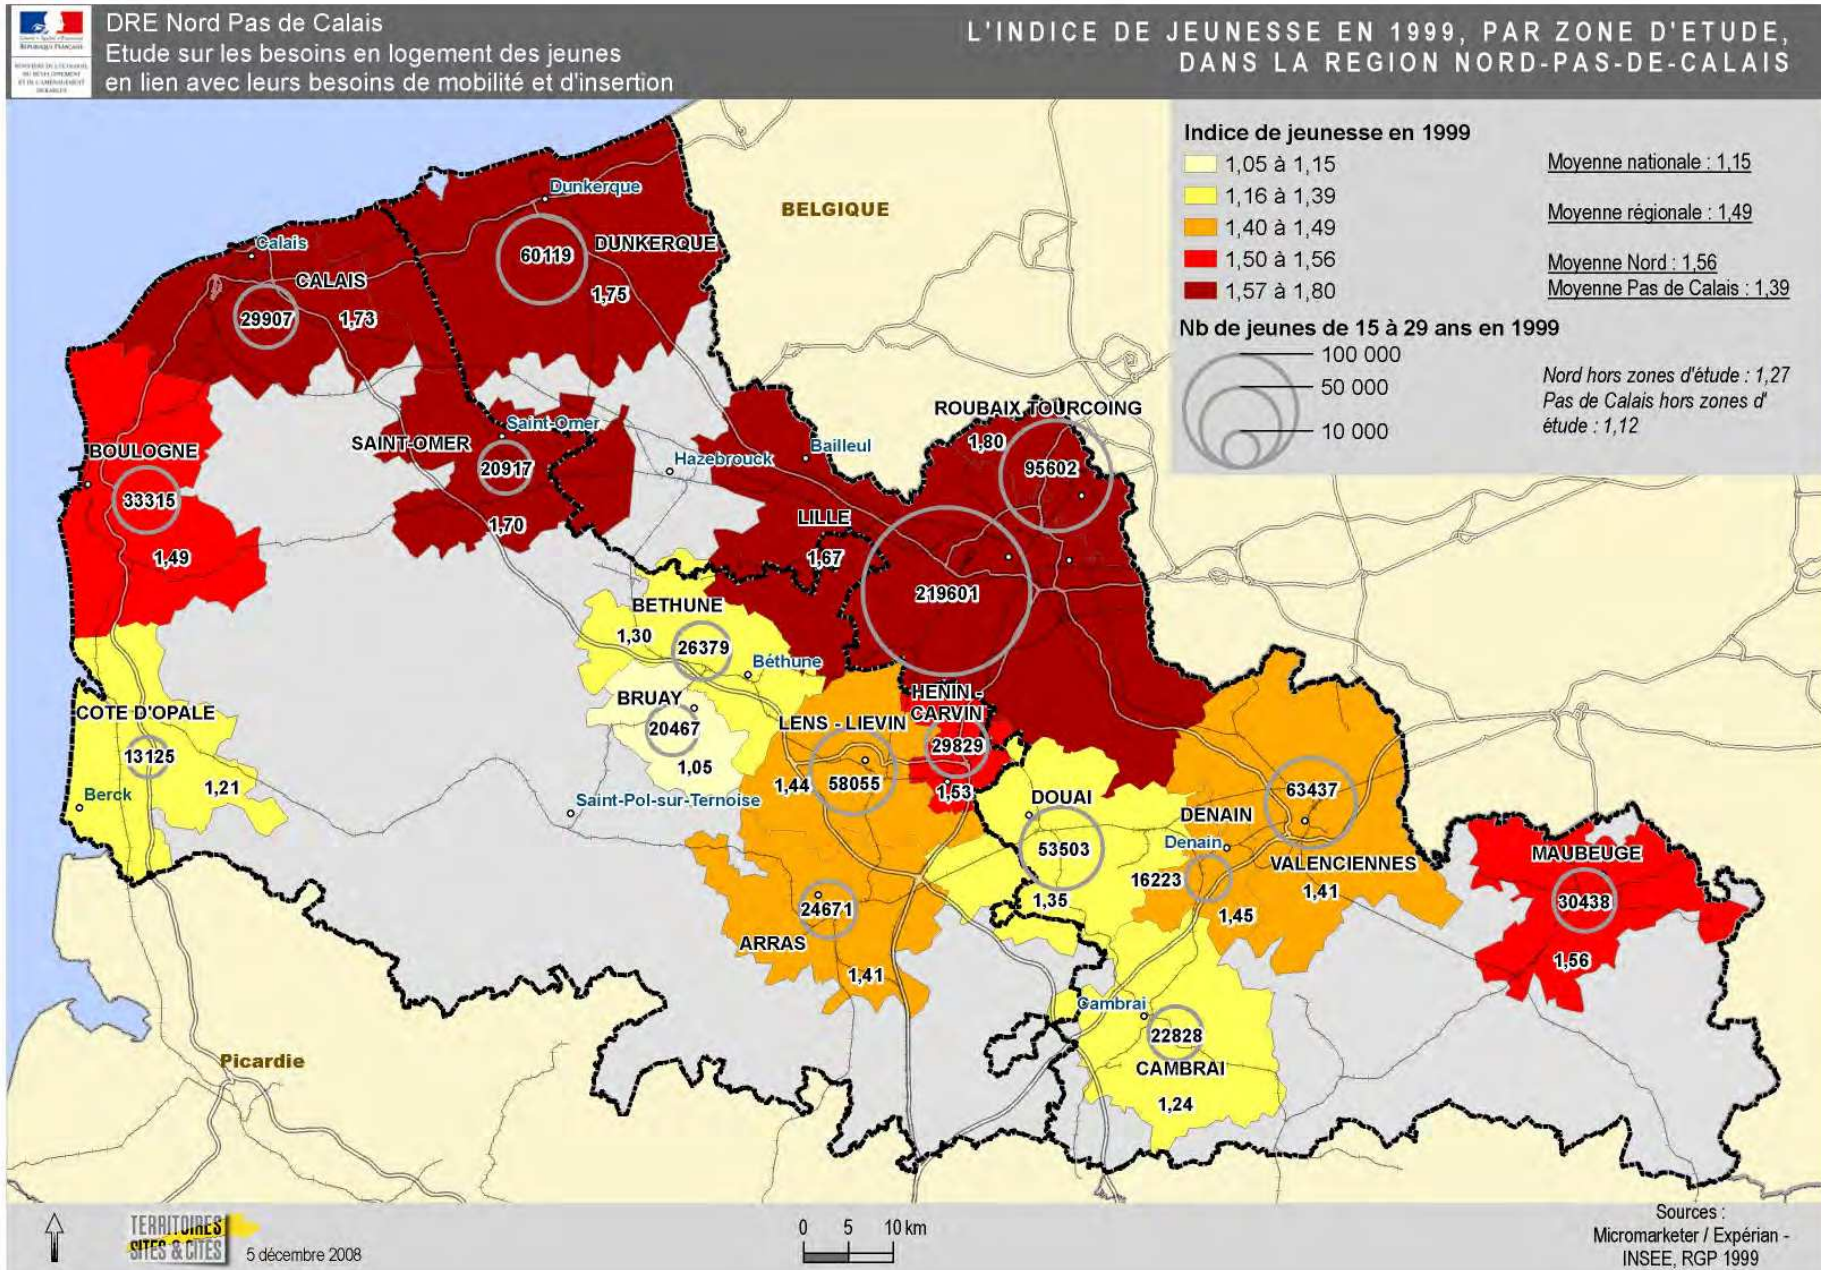 DRE Nord Pas de Calais
Etude sur les besoins en logement des jeunes
en lien avec leurs besoins de mobilité et d'insertion
L'INDICE DE JEUNESSE EN 1999, PAR ZONE D'ETUDE,
DANS LA REGION NORD-PAS-DE-CALAIS
RÉPUBLIQUE FRANÇAISE
Indice de jeunesse en 1999
1,05 à 1,15
1,16 à 1,39
1,40 à 1,49
1,50 à 1,56
1,57 à 1,80
Moyenne nationale : 1,15
Moyenne régionale : 1,49
Moyenne Nord : 1,56
Moyenne Pas de Calais : 1,39
Nb de jeunes de 15 à 29 ans en 1999
100 000
50 000
10 000
Nord hors zones d'étude : 1,27
Pas de Calais hors zones d'
étude : 1,12
BELGIQUE
Dunkerque
DUNKERQUE
60119
1,75
Calais
CALAIS
29907
1,73
BOULOGNE
33315
1,49
SAINT-OMER
Saint-Omer
20917
1,70
Hazebrouck
Bailleul
ROUBAIX TOURCOING
1,80
95602
LILLE
1,67
219601
BETHUNE
1,30
26379
Béthune
BRUAY
20467
1,05
COTE D'OPALE
13125
1,21
Berck
Saint-Pol-sur-Ternoise
LENS - LIEVIN
1,44
58055
HENIN -
CARVIN
29829
1,53
DOUAI
53503
1,35
DENAIN
Denain
16223
1,45
63437
VALENCIENNES
1,41
MAUBEUGE
30438
1,56
24671
ARRAS
1,41
Cambrai
22828
CAMBRAI
1,24
Picardie
TERRITOIRES
SITES & CITÉS
5 décembre 2008
0 5 10 km
Sources :
Micromarketer / Expérian -
INSEE, RGP 1999